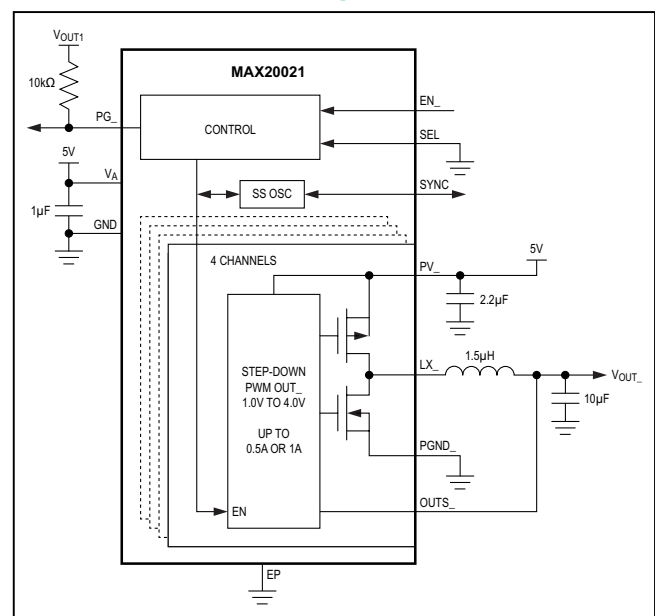 VOUT1
10kΩ
PG_
5V
VA
1µF
GND
MAX20021
CONTROL
EN_
SEL
SS OSC
SYNC
4 CHANNELS
PV_
5V
2.2µF
STEP-DOWN
PWM OUT_
1.0V TO 4.0V
UP TO
0.5A OR 1A
EN
LX_
1.5µH
VOUT_
10µF
PGND_
OUTS_
EP